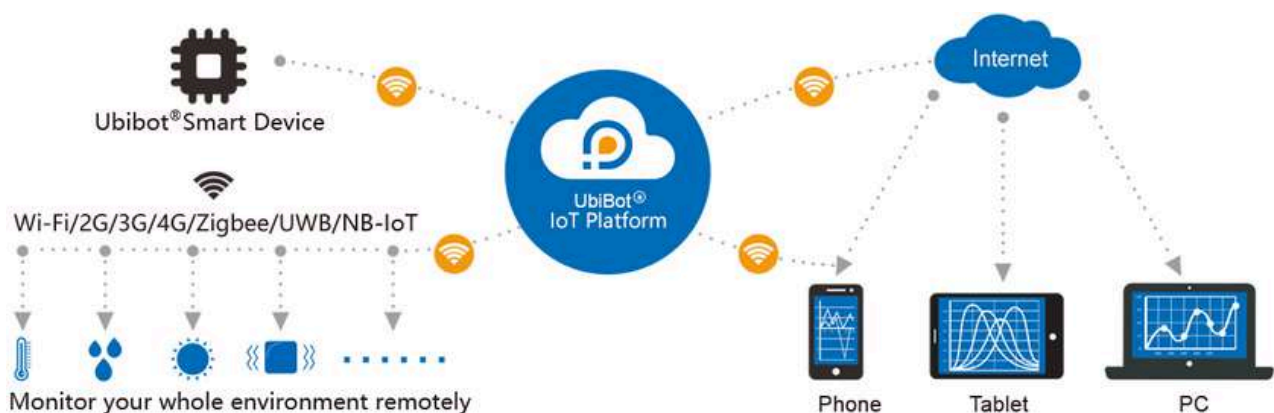 Internet
Ubibot®Smart Device
UbiBot®
IoT Platform
Wi-Fi/2G/3G/4G/Zigbee/UWB/NB-IoT
Monitor your whole environment remotely
Phone
Tablet
PC